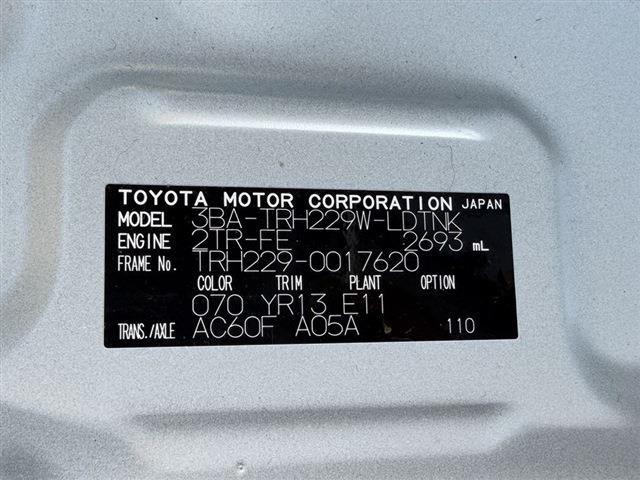 TOYOTA MOTOR CORPORATION JAPAN
MODEL 3BA-TRH229W-LDTNK
ENGINE 2TR-FE 2693 mL
FRAME No. TRH229-0017620
COLOR TRIM PLANT OPTION
070 YR13 E11
TRANS./AXLE AC60F A05A 110